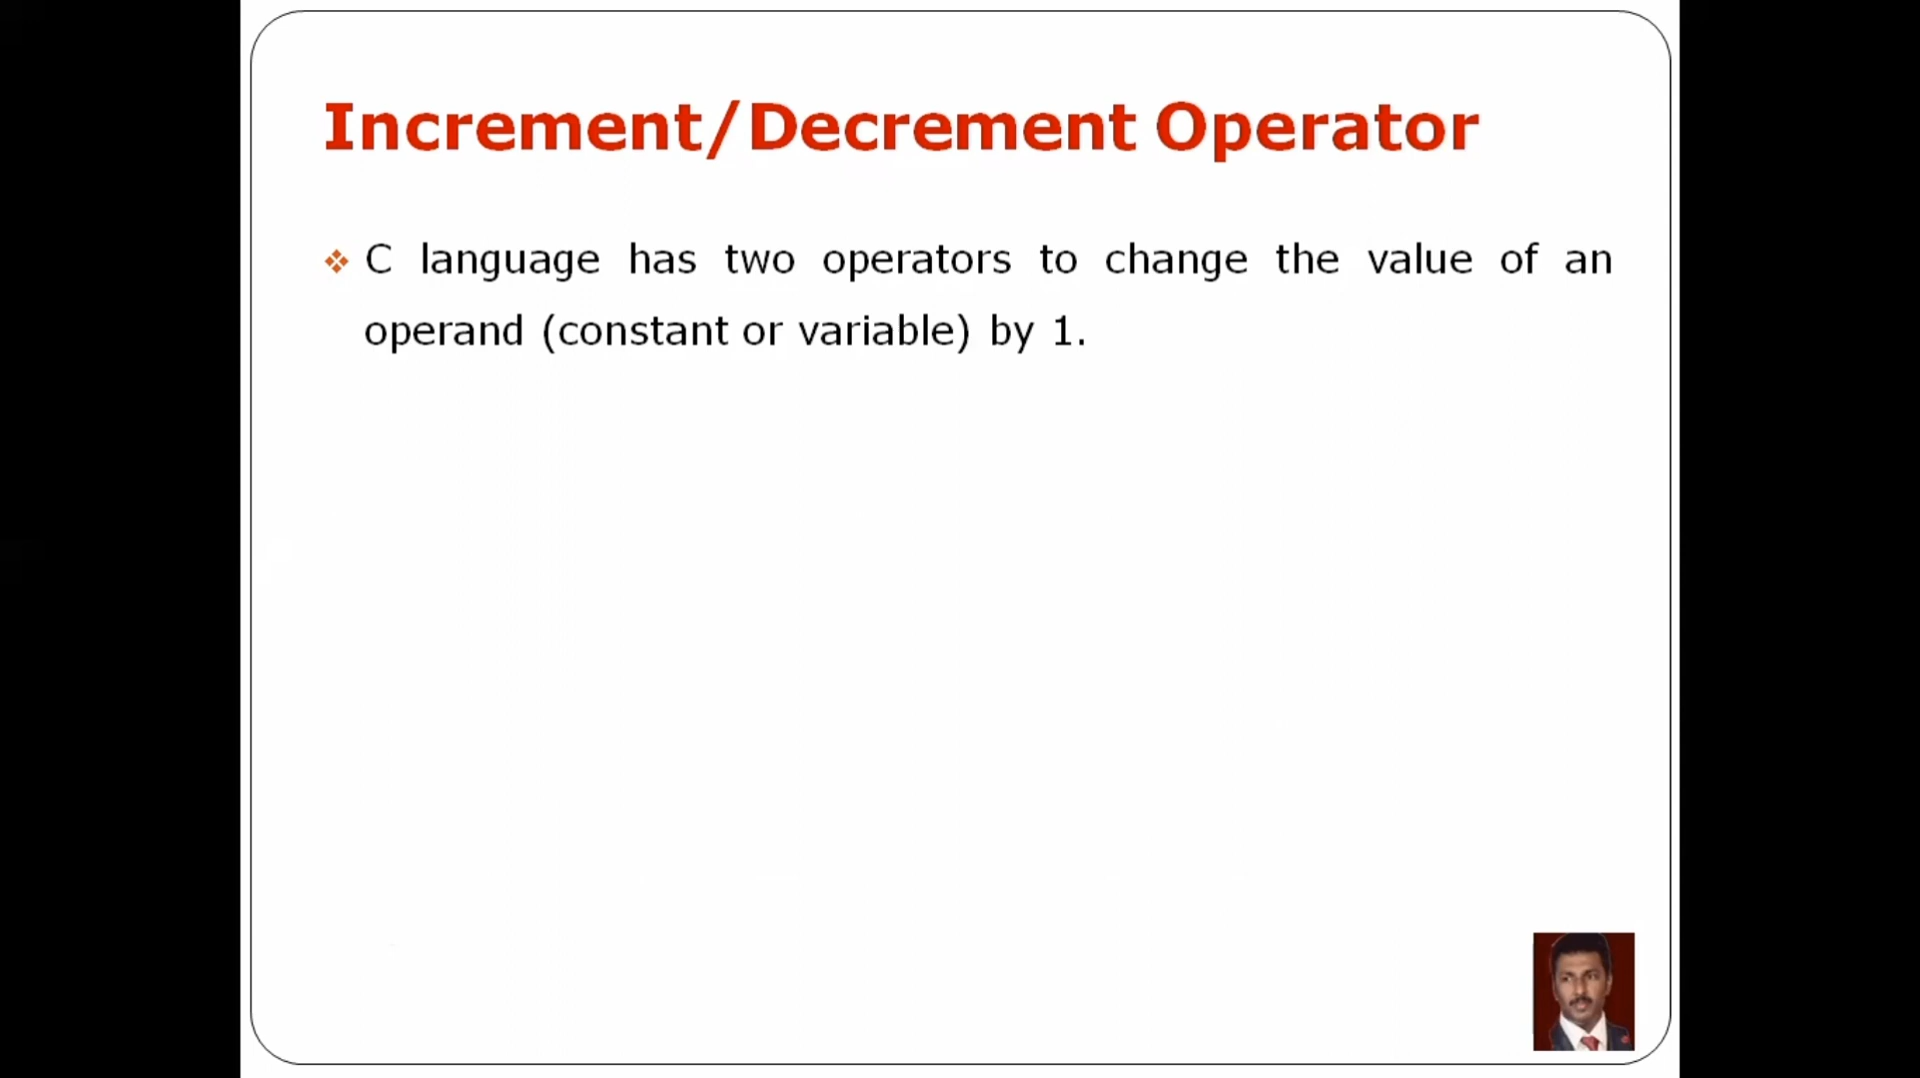 Increment/Decrement Operator
C language has two operators to change the value of an
operand (constant or variable) by 1.